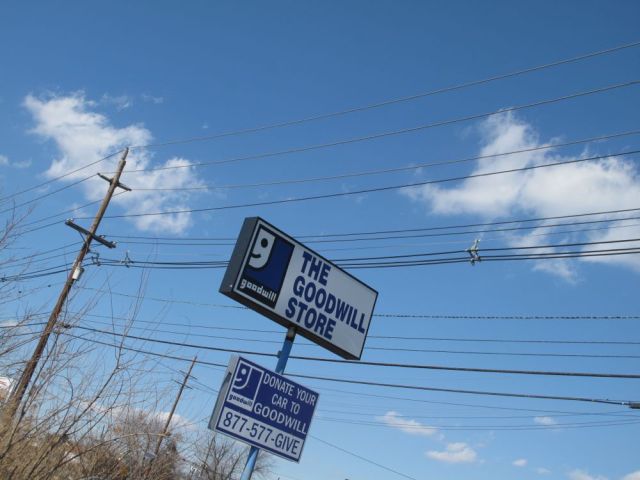 g
goodwill
THE
GOODWILL
STORE
g
goodwill
DONATE YOUR
CAR TO
GOODWILL
877-577-GIVE